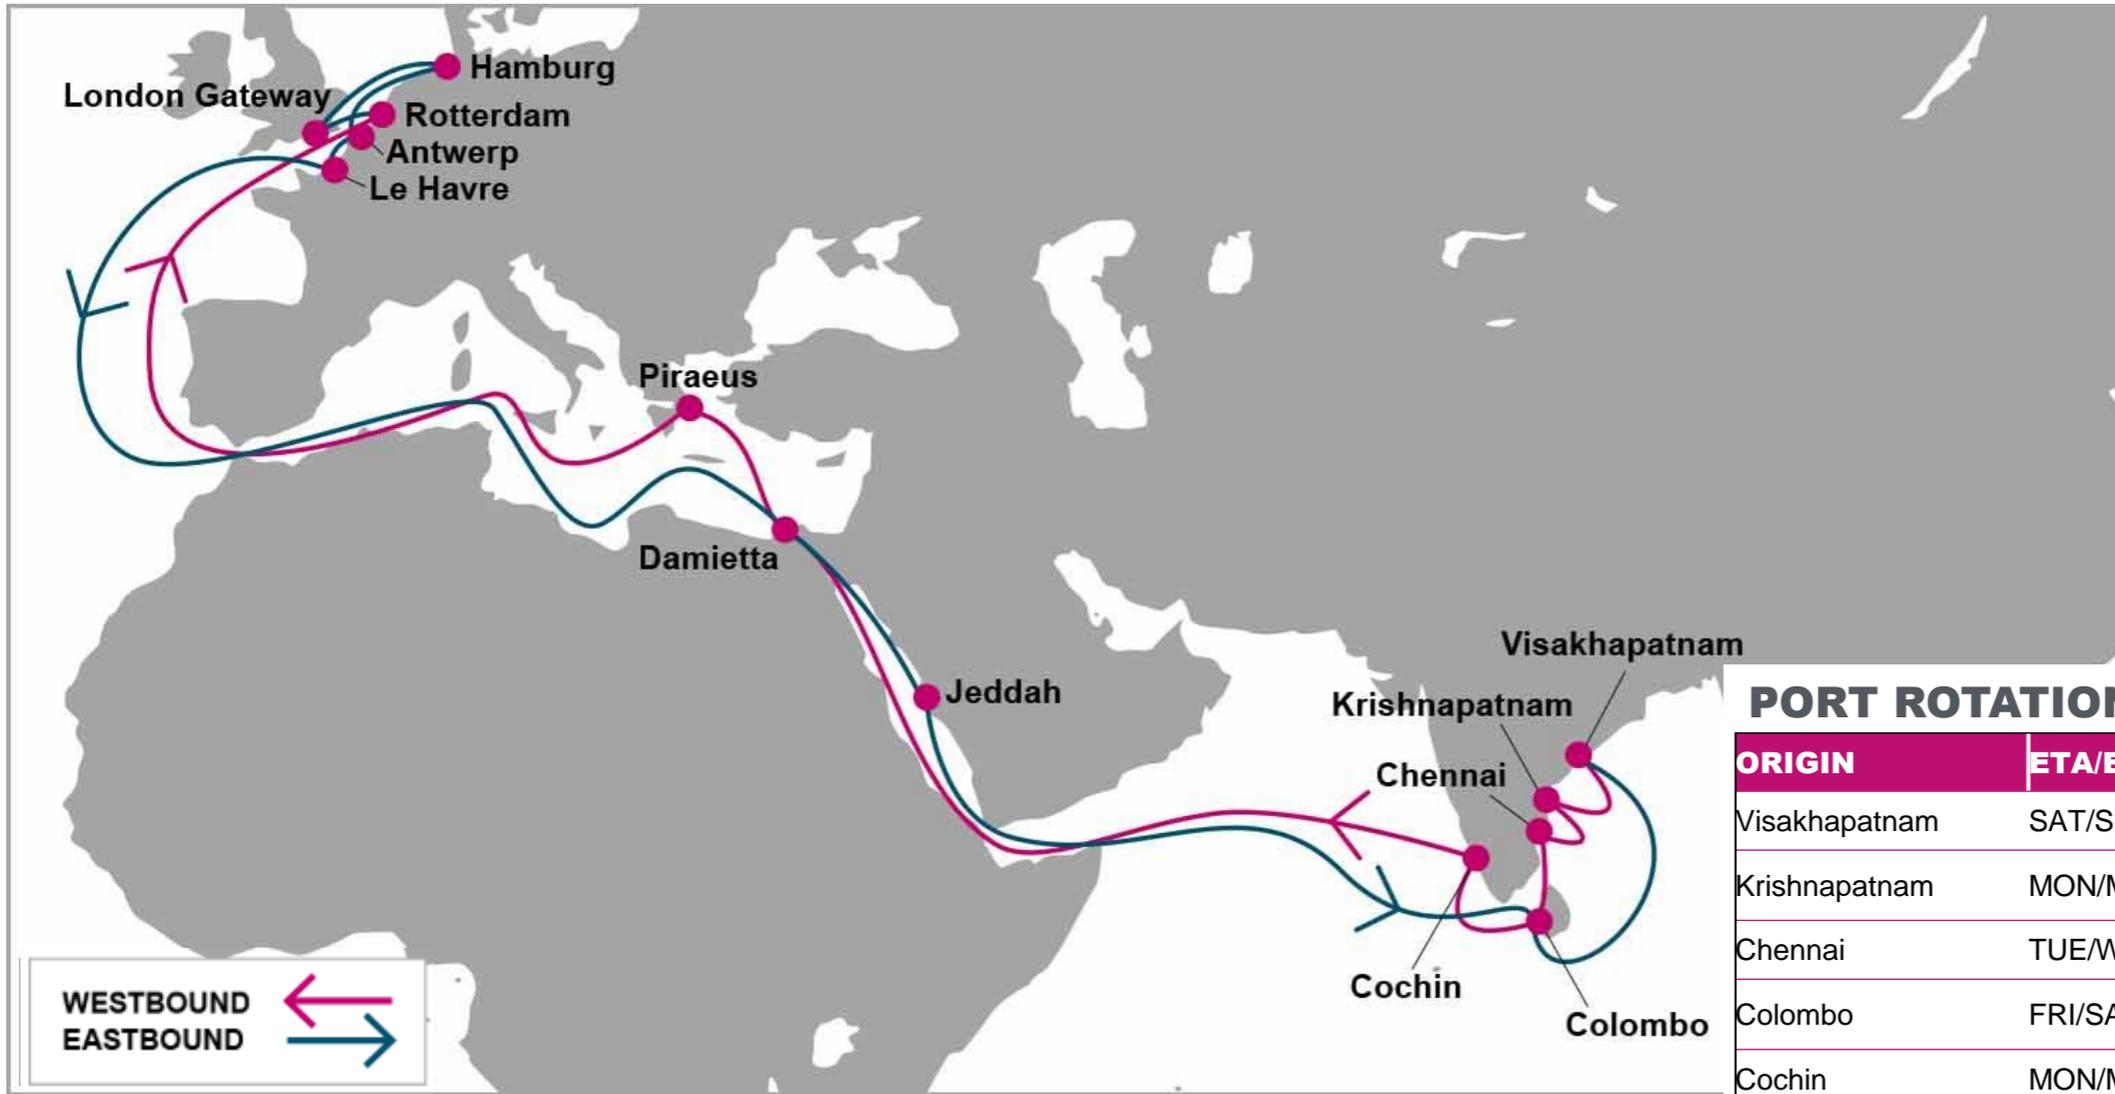 Hamburg
London Gateway
Rotterdam
Antwerp
Le Havre
Piraeus
Damietta
Jeddah
Visakhapatnam
Krishnapatnam
Chennai
Cochin
Colombo
WESTBOUND
EASTBOUND
PORT ROTATION
ORIGIN ETA/E
Visakhapatnam SAT/S
Krishnapatnam MON/M
Chennai TUE/W
Colombo FRI/SA
Cochin MON/M